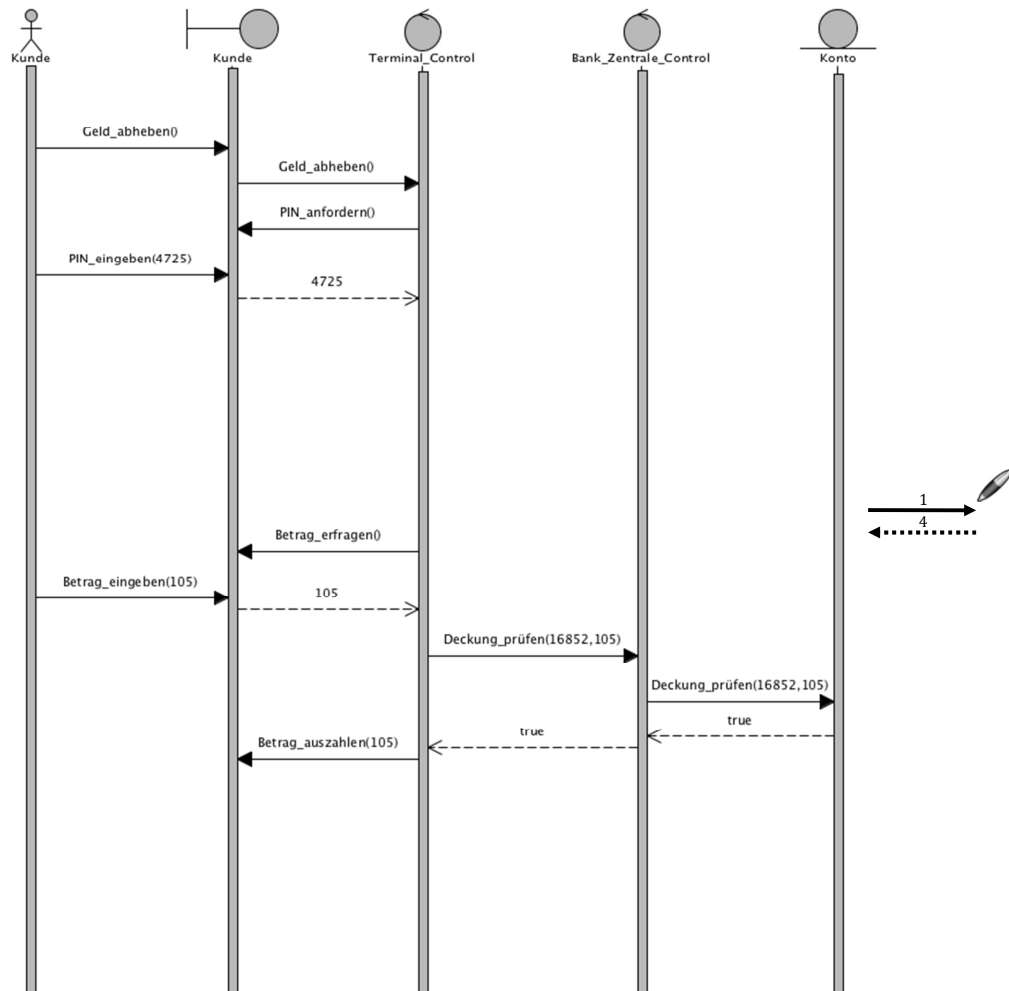 Kunde
Kunde
Terminal_Control
Bank_Zentrale_Control
Konto
Geld_abheben()
Geld_abheben()
PIN_anfordern()
PIN_eingeben(4725)
4725
1
4
Betrag_erfragen()
Betrag_eingeben(105)
105
Deckung_prüfen(16852,105)
Deckung_prüfen(16852,105)
true
true
Betrag_auszahlen(105)